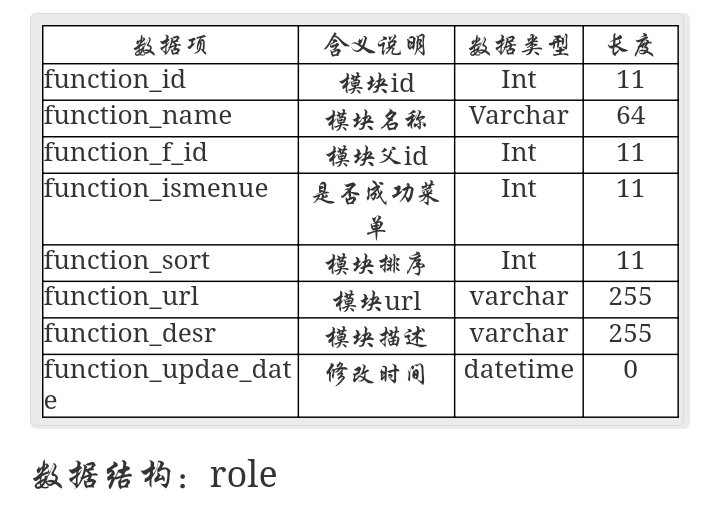 数据项 含义说明 数据类型 长度
function_id 模块id Int 11
function_name 模块名称 Varchar 64
function_f_id 模块父id Int 11
function_ismenue 是否成功菜 Int 11
单
function_sort 模块排序 Int 11
function_url 模块url varchar 255
function_desr 模块描述 varchar 255
function_updae_dat 修改时间 datetime 0
e
数据结构：role